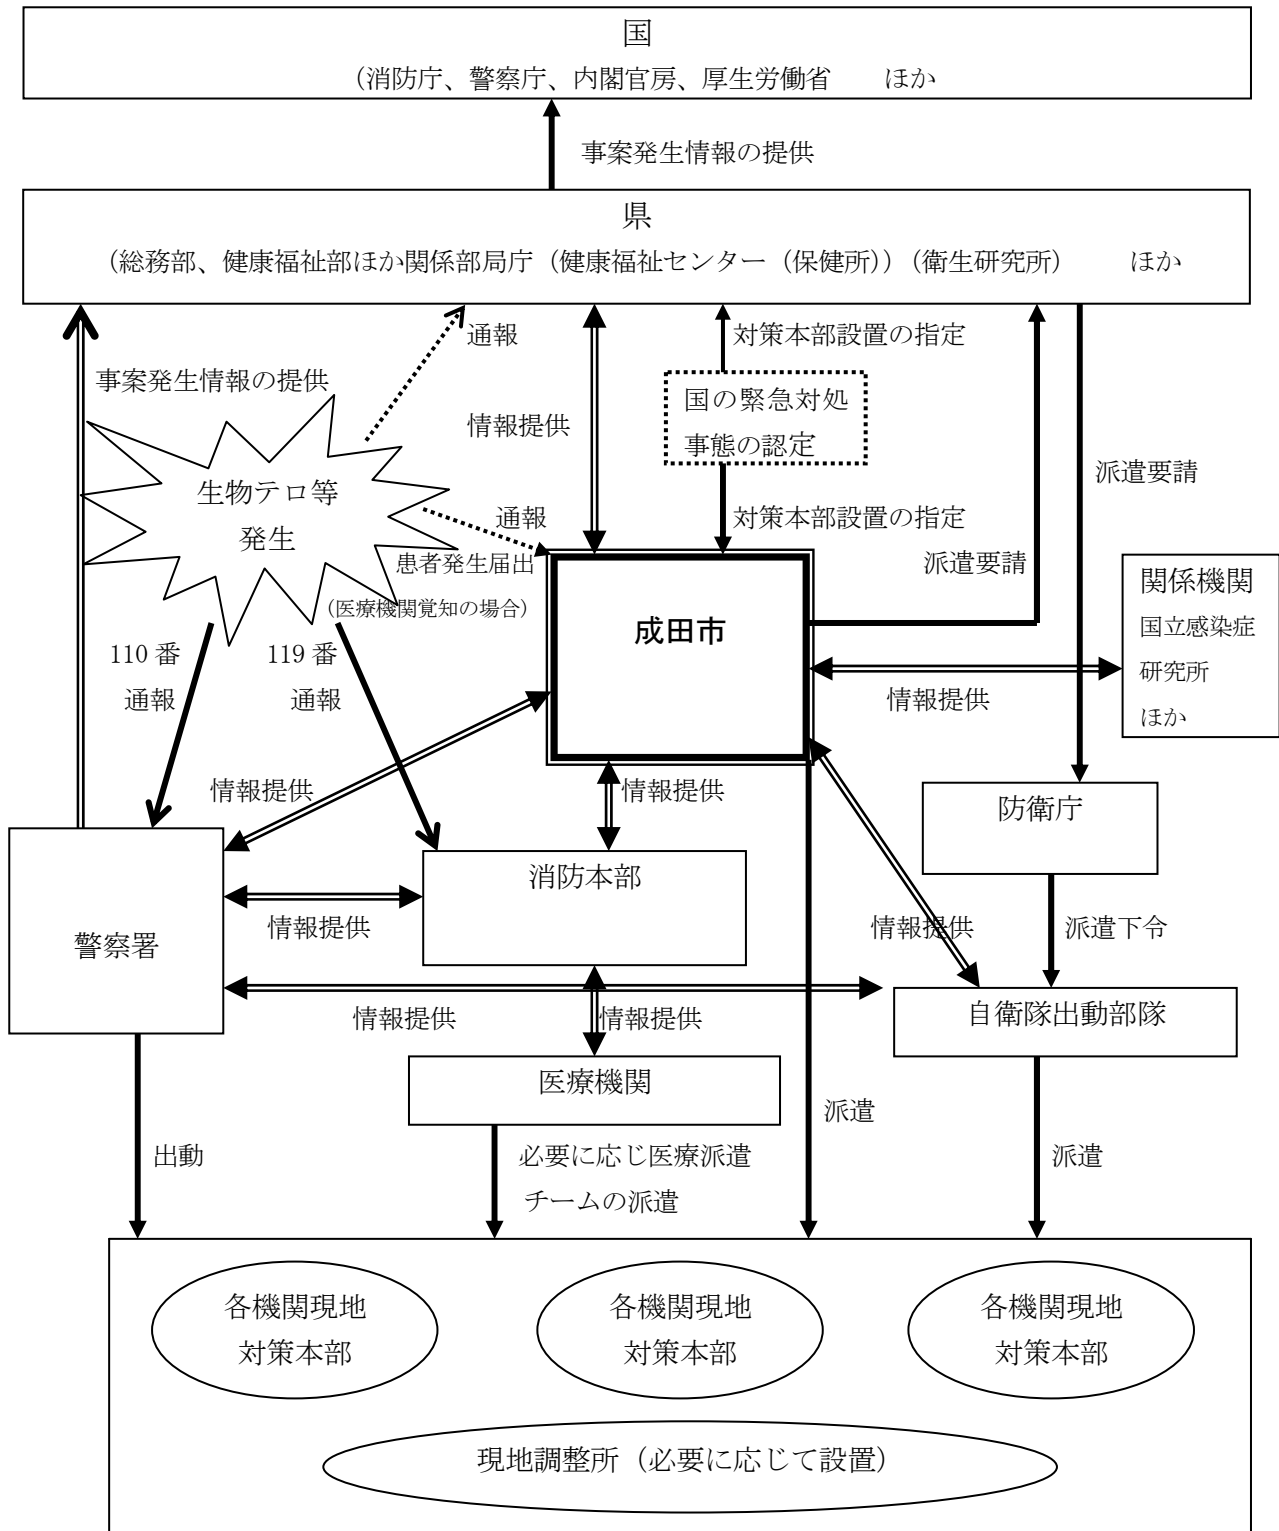 国
（消防庁、警察庁、内閣官房、厚生労働省　　ほか
事案発生情報の提供
県
（総務部、健康福祉部ほか関係部局庁（健康福祉センター（保健所））（衛生研究所）　　ほか
通報
対策本部設置の指定
事案発生情報の提供
国の緊急対処
事態の認定
情報提供
派遣要請
生物テロ等
発生
通報
対策本部設置の指定
患者発生届出
（医療機関覚知の場合）
派遣要請
関係機関
国立感染症
研究所
ほか
成田市
110 番
通報
119 番
通報
情報提供
情報提供
情報提供
防衛庁
消防本部
警察署
情報提供
情報提供
派遣下令
情報提供
情報提供
自衛隊出動部隊
医療機関
派遣
出動
必要に応じ医療派遣
チームの派遣
派遣
各機関現地
対策本部
各機関現地
対策本部
各機関現地
対策本部
現地調整所（必要に応じて設置）